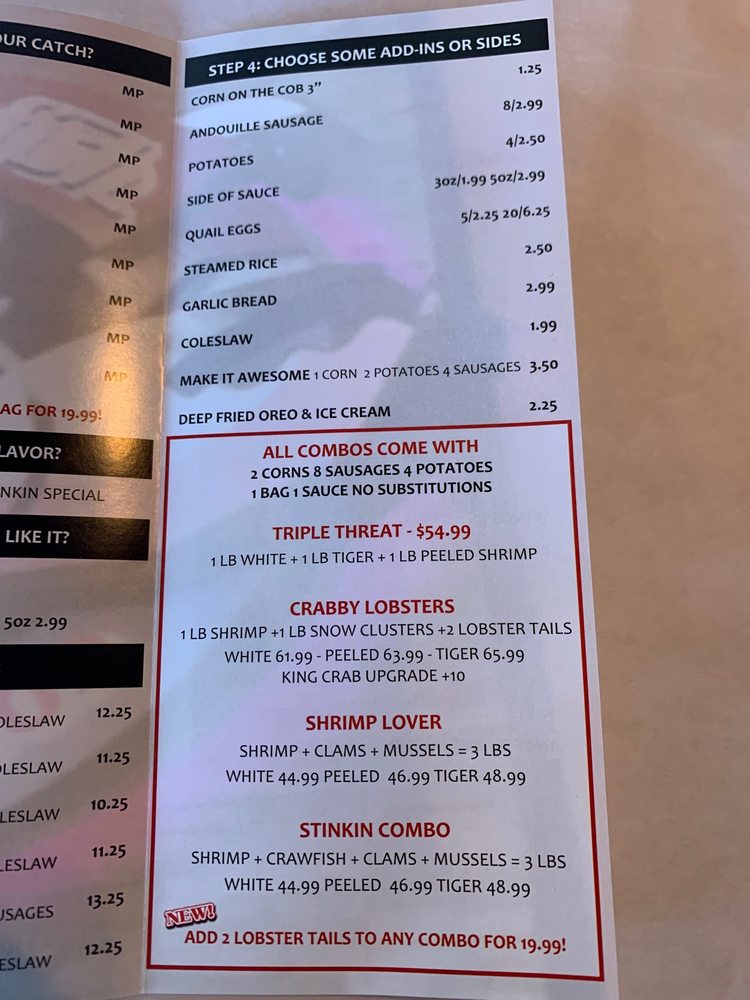 OUR CATCH?
MP
MP
MP
MP
MP
MP
MP
MP
MP
AG FOR 19.99!
LAVOR?
NKIN SPECIAL
LIKE IT?
5OZ 2.99
OLESLAW 12.25
OLESLAW 11.25
LESLAW 10.25
LESLAW 11.25
USAGES 13.25
ESLAW 12.25
STEP 4: CHOOSE SOME ADD-INS OR SIDES
CORN ON THE COB 3” 1.25
ANDOUILLE SAUSAGE 8/2.99
POTATOES 4/2.50
SIDE OF SAUCE 3OZ/1.99 5OZ/2.99
QUAIL EGGS 5/2.25 20/6.25
STEAMED RICE 2.50
GARLIC BREAD 2.99
COLESLAW 1.99
MAKE IT AWESOME 1 CORN 2 POTATOES 4 SAUSAGES 3.50
DEEP FRIED OREO & ICE CREAM 2.25
ALL COMBOS COME WITH
2 CORNS 8 SAUSAGES 4 POTATOES
1 BAG 1 SAUCE NO SUBSTITUTIONS
TRIPLE THREAT - $54.99
1 LB WHITE + 1 LB TIGER + 1 LB PEELED SHRIMP
CRABBY LOBSTERS
1 LB SHRIMP +1 LB SNOW CLUSTERS +2 LOBSTER TAILS
WHITE 61.99 - PEELED 63.99 - TIGER 65.99
KING CRAB UPGRADE +10
SHRIMP LOVER
SHRIMP + CLAMS + MUSSELS = 3 LBS
WHITE 44.99 PEELED 46.99 TIGER 48.99
STINKIN COMBO
SHRIMP + CRAWFISH + CLAMS + MUSSELS = 3 LBS
WHITE 44.99 PEELED 46.99 TIGER 48.99
NEW!
ADD 2 LOBSTER TAILS TO ANY COMBO FOR 19.99!